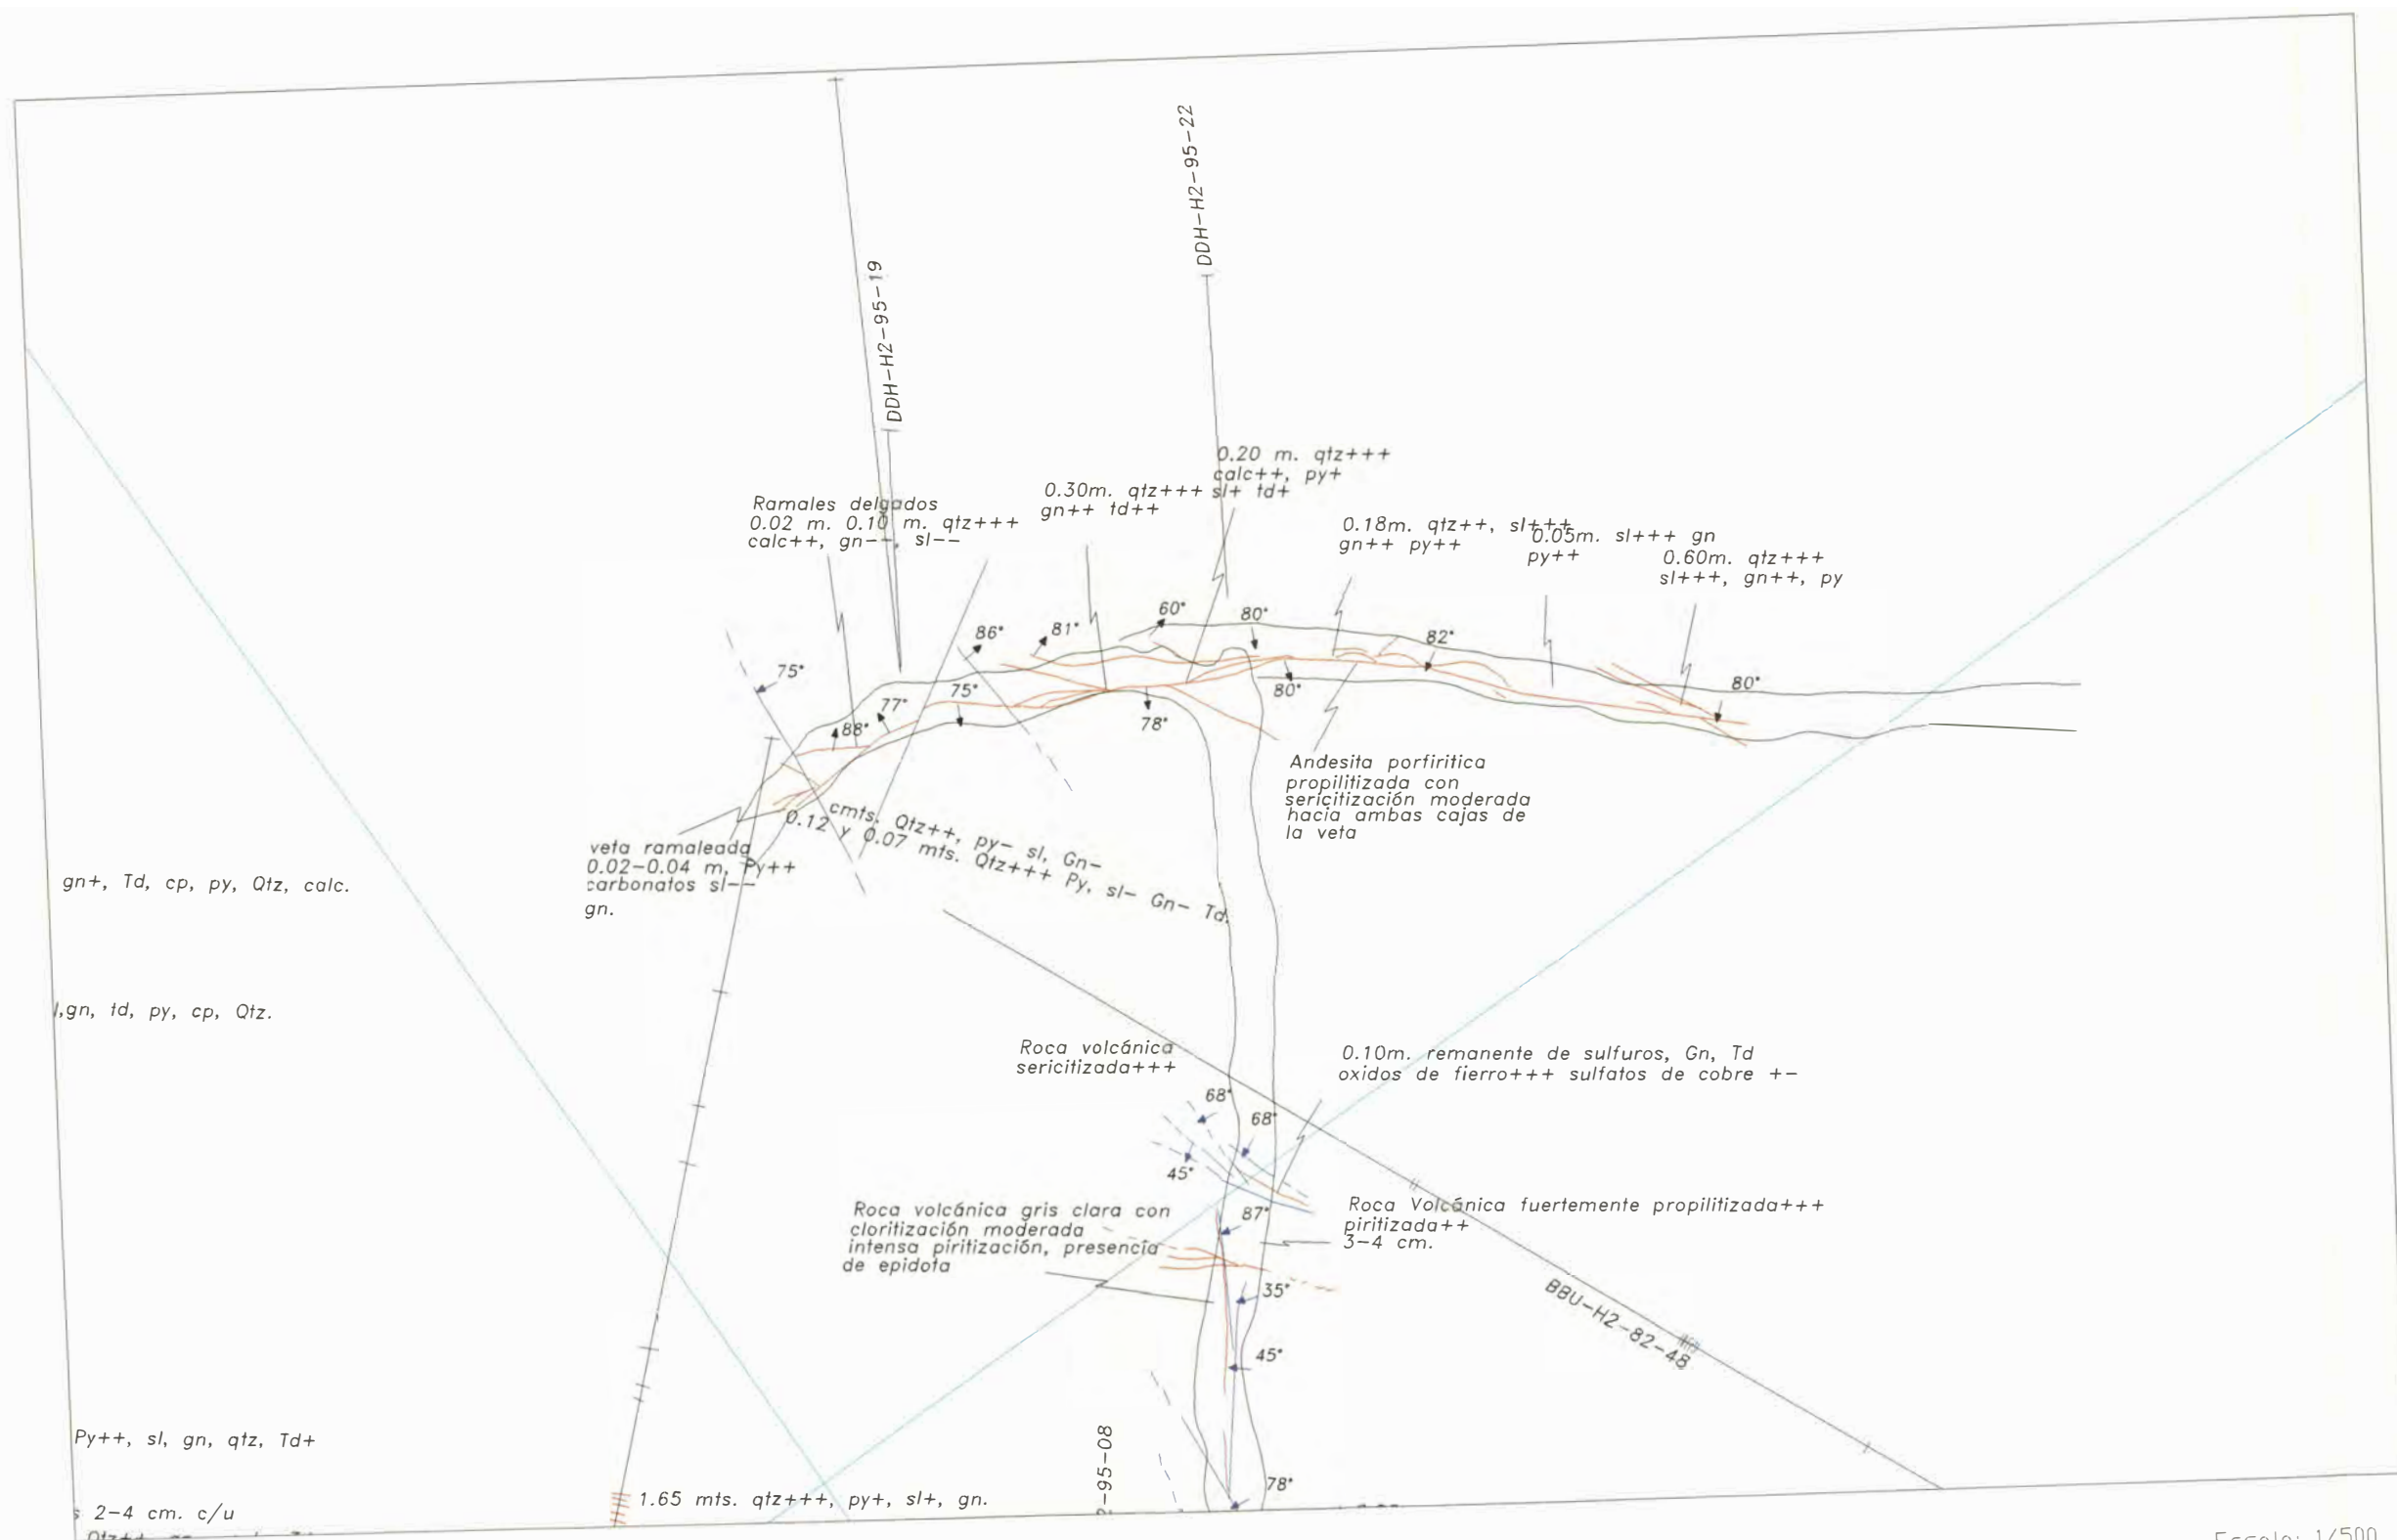 DDH-H2-95-22
DDH-H2-95-19
0.20 m. qtz+++
calc++, py+
sl+ td+
0.30m. qtz+++
gn++ td++
Ramales delgados
0.02 m. 0.10 m. qtz+++
calc++, gn--, sl--
0.18m. qtz++, sl+++
gn++ py++
0.05m. sl+++ gn
py++
0.60m. qtz+++
sl+++, gn++, py
60°
80°
86°
81°
82°
75°
75°
77°
88°
78°
80°
80°
Andesita porfiritica
propilitizada con
sericitización moderada
hacia ambas cajas de
la veta
cmts. Qtz++, py- sl, Gn-
0.12 y 0.07 mts. Qtz+++ Py, sl- Gn- Td.
veta ramaleada
0.02-0.04 m, Py++
carbonatos sl--
gn.
gn+, Td, cp, py, Qtz, calc.
l,gn, td, py, cp, Qtz.
Roca volcánica
sericitizada+++
0.10m. remanente de sulfuros, Gn, Td
oxidos de fierro+++ sulfatos de cobre +-
68°
68°
45°
Roca volcánica gris clara con
cloritización moderada
intensa piritización, presencia
de epidota
Roca Volcánica fuertemente propilitizada+++
piritizada++
3-4 cm.
87°
35°
45°
BBU-H2-82-48
Py++, sl, gn, qtz, Td+
-95-08
78°
1.65 mts. qtz+++, py+, sl+, gn.
s 2-4 cm. c/u
Escala: 1/500